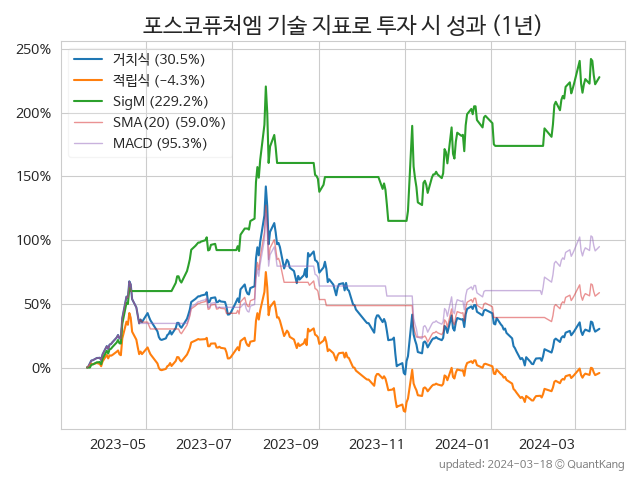 포스코퓨처엠 기술 지표로 투자 시 성과 (1년)
250%
200%
150%
100%
50%
0%
거치식 (30.5%)
적립식 (−4.3%)
SigM (229.2%)
SMA(20) (59.0%)
MACD (95.3%)
2023−05
2023−07
2023−09
2023−11
2024−01
2024−03
updated: 2024-03-18 © QuantKang